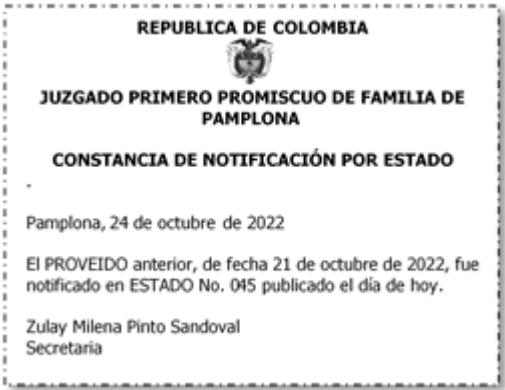 REPUBLICA DE COLOMBIA
JUZGADO PRIMERO PROMISCUO DE FAMILIA DE
PAMPLONA
CONSTANCIA DE NOTIFICACIÓN POR ESTADO
.
Pamplona, 24 de octubre de 2022
El PROVEIDO anterior, de fecha 21 de octubre de 2022, fue
notificado en ESTADO No. 045 publicado el día de hoy.
Zulay Milena Pinto Sandoval
Secretaria